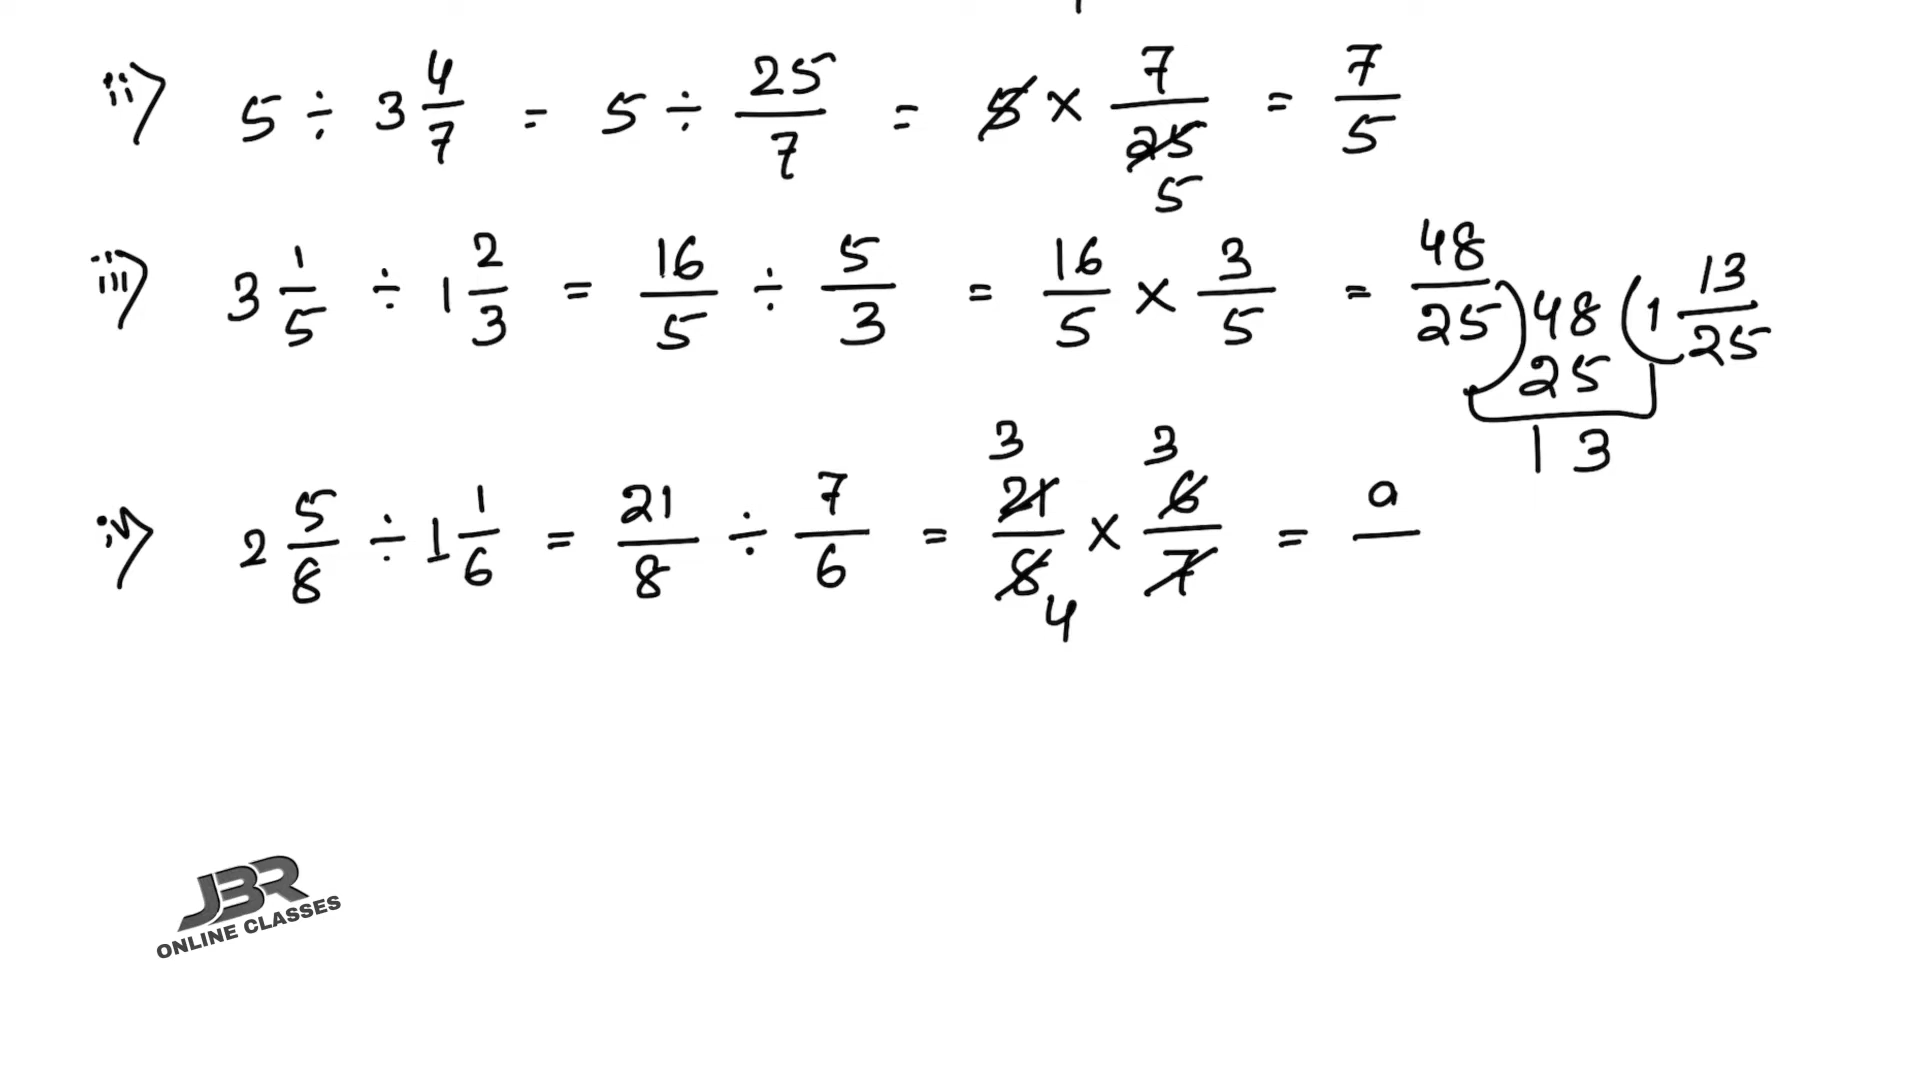 ii) 5 ÷ 3 4/7 = 5 ÷ 25/7 = 5 × 7/25 5 = 7/5
iii) 3 1/5 ÷ 1 2/3 = 16/5 ÷ 5/3 = 16/5 × 3/5 = 48/25 ) 48 ( 1 13/25
25
13
iv) 2 5/8 ÷ 1 1/6 = 21/8 ÷ 7/6 = 3 21/8 4 × 3 6/7 = 9/
JBR
ONLINE CLASSES